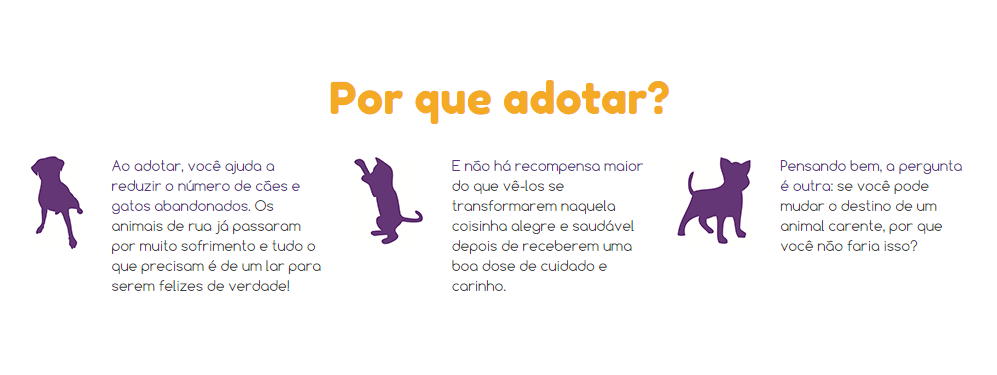 Por que adotar?
Ao adotar, você ajuda a
reduzir o número de cães e
gatos abandonados. Os
animais de rua já passaram
por muito sofrimento e tudo o
que precisam é de um lar para
serem felizes de verdade!
E não há recompensa maior
do que vê-los se
transformarem naquela
coisinha alegre e saudável
depois de receberem uma
boa dose de cuidado e
carinho.
Pensando bem, a pergunta
é outra: se você pode
mudar o destino de um
animal carente, por que
você não faria isso?